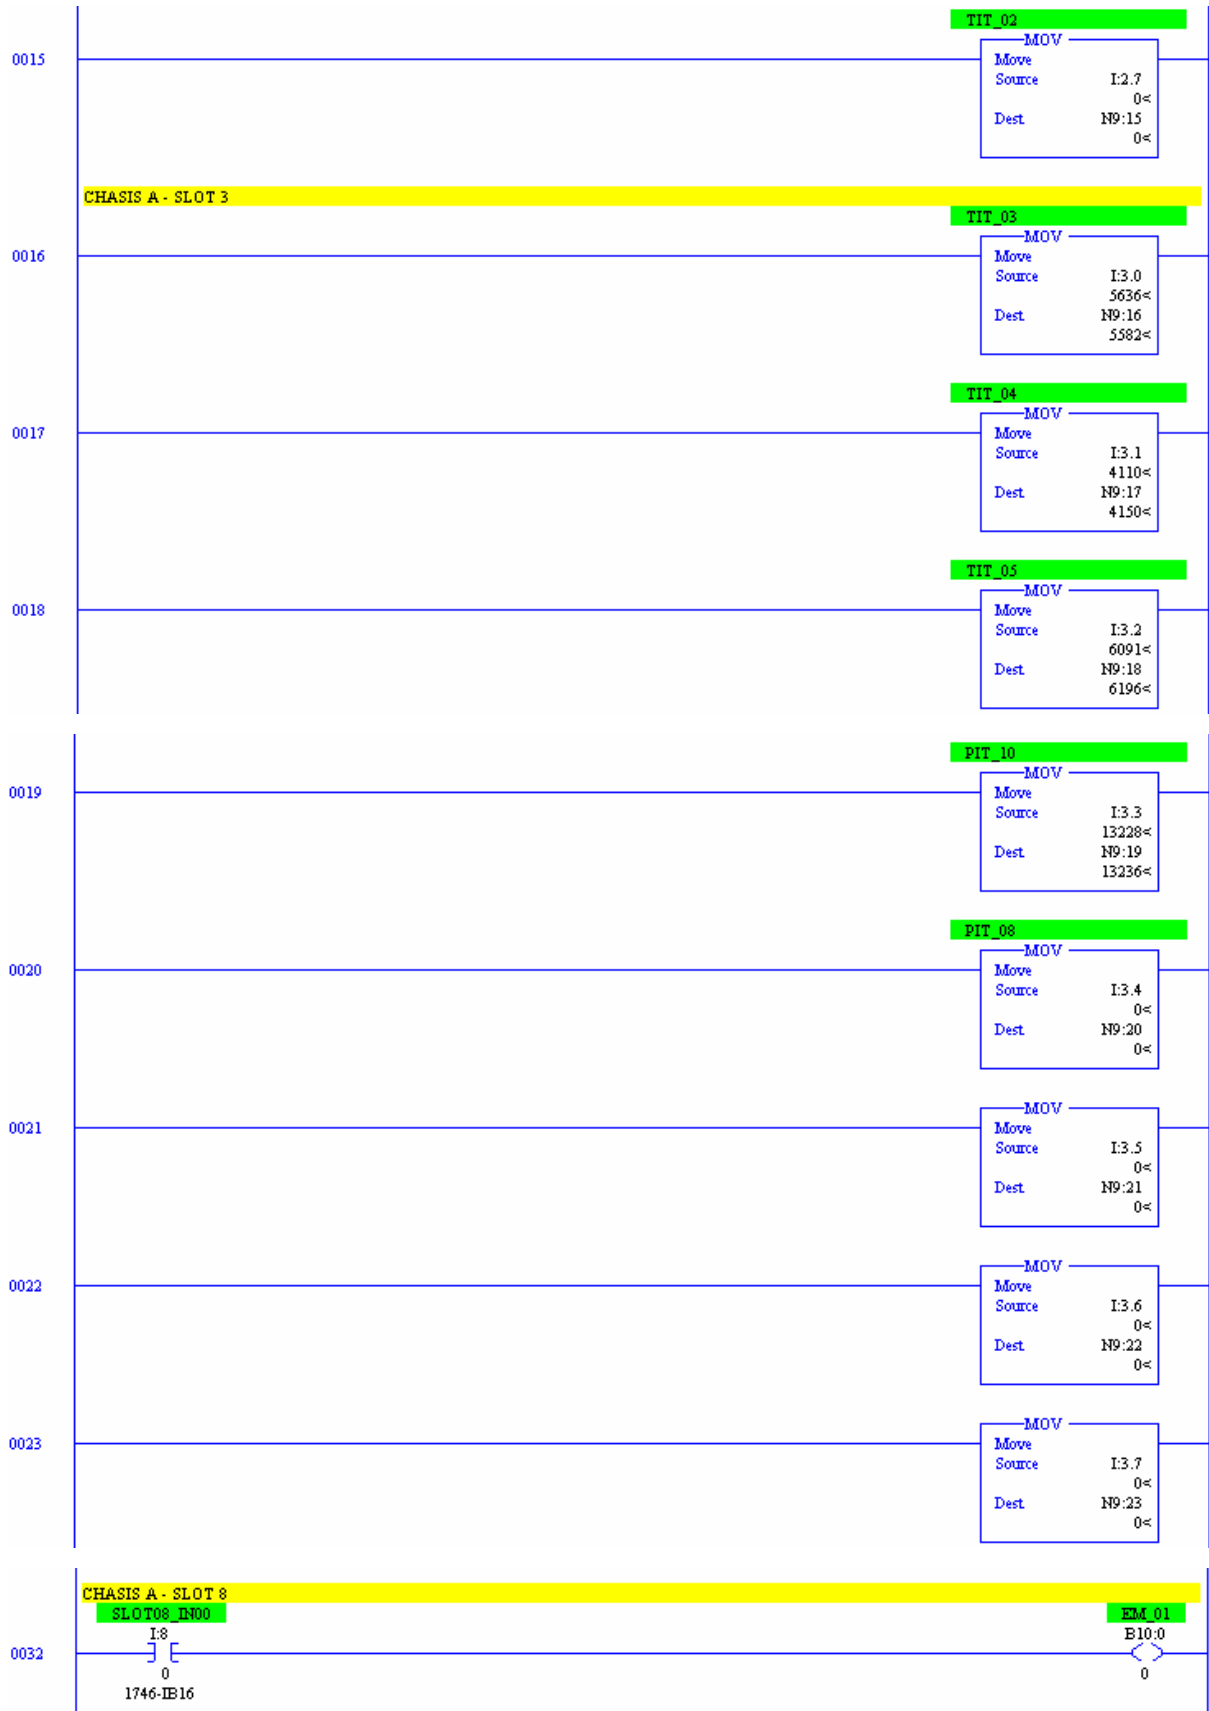 TIT_02
MOV
0015
Move
Source I:2.7
0<
Dest N9:15
0<
CHASIS A - SLOT 3
TIT_03
MOV
0016
Move
Source I:3.0
5636<
Dest N9:16
5582<
TIT_04
MOV
0017
Move
Source I:3.1
4110<
Dest N9:17
4150<
TIT_05
MOV
0018
Move
Source I:3.2
6091<
Dest N9:18
6196<
PIT_10
MOV
0019
Move
Source I:3.3
13228<
Dest N9:19
13236<
PIT_08
MOV
0020
Move
Source I:3.4
0<
Dest N9:20
0<
MOV
0021
Move
Source I:3.5
0<
Dest N9:21
0<
MOV
0022
Move
Source I:3.6
0<
Dest N9:22
0<
MOV
0023
Move
Source I:3.7
0<
Dest N9:23
0<
CHASIS A - SLOT 8
SLOT08_IN00 EM_01
I:8 B10:0
0032
0 0
1746-IB16